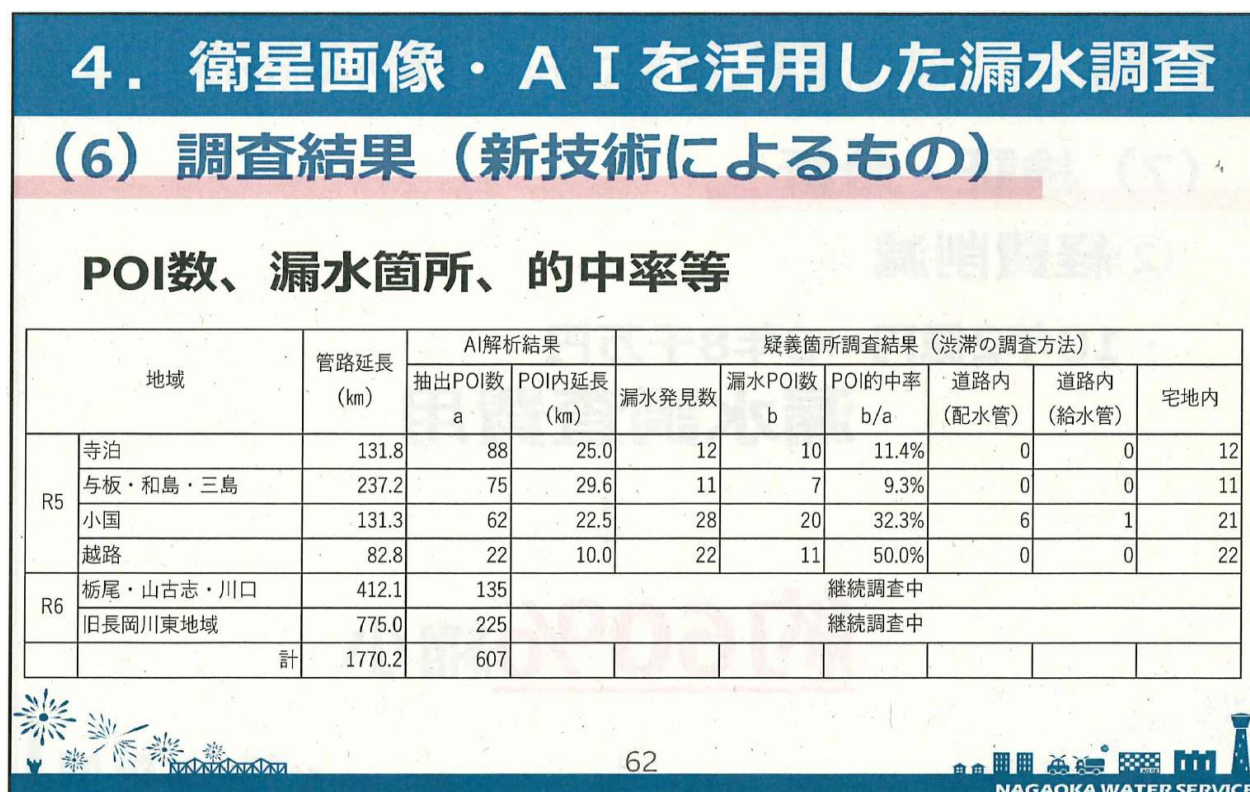 4．衛星画像・ＡＩを活用した漏水調査
（6）調査結果（新技術によるもの）
POI数、漏水箇所、的中率等
地域 管路延長（㎞） AI解析結果 疑義箇所調査結果（渋滞の調査方法）
抽出POI数 a POI内延長（㎞） 漏水発見数 漏水POI数 b POI的中率 b/a 道路内（配水管） 道路内（給水管） 宅地内
R5 寺泊 131.8 88 25.0 12 10 11.4% 0 0 12
与板・和島・三島 237.2 75 29.6 11 7 9.3% 0 0 11
小国 131.3 62 22.5 28 20 32.3% 6 1 21
越路 82.8 22 10.0 22 11 50.0% 0 0 22
R6 栃尾・山古志・川口 412.1 135 継続調査中
旧長岡川東地域 775.0 225 継続調査中
計 1770.2 607
62
NAGAOKA WATER SERVICE